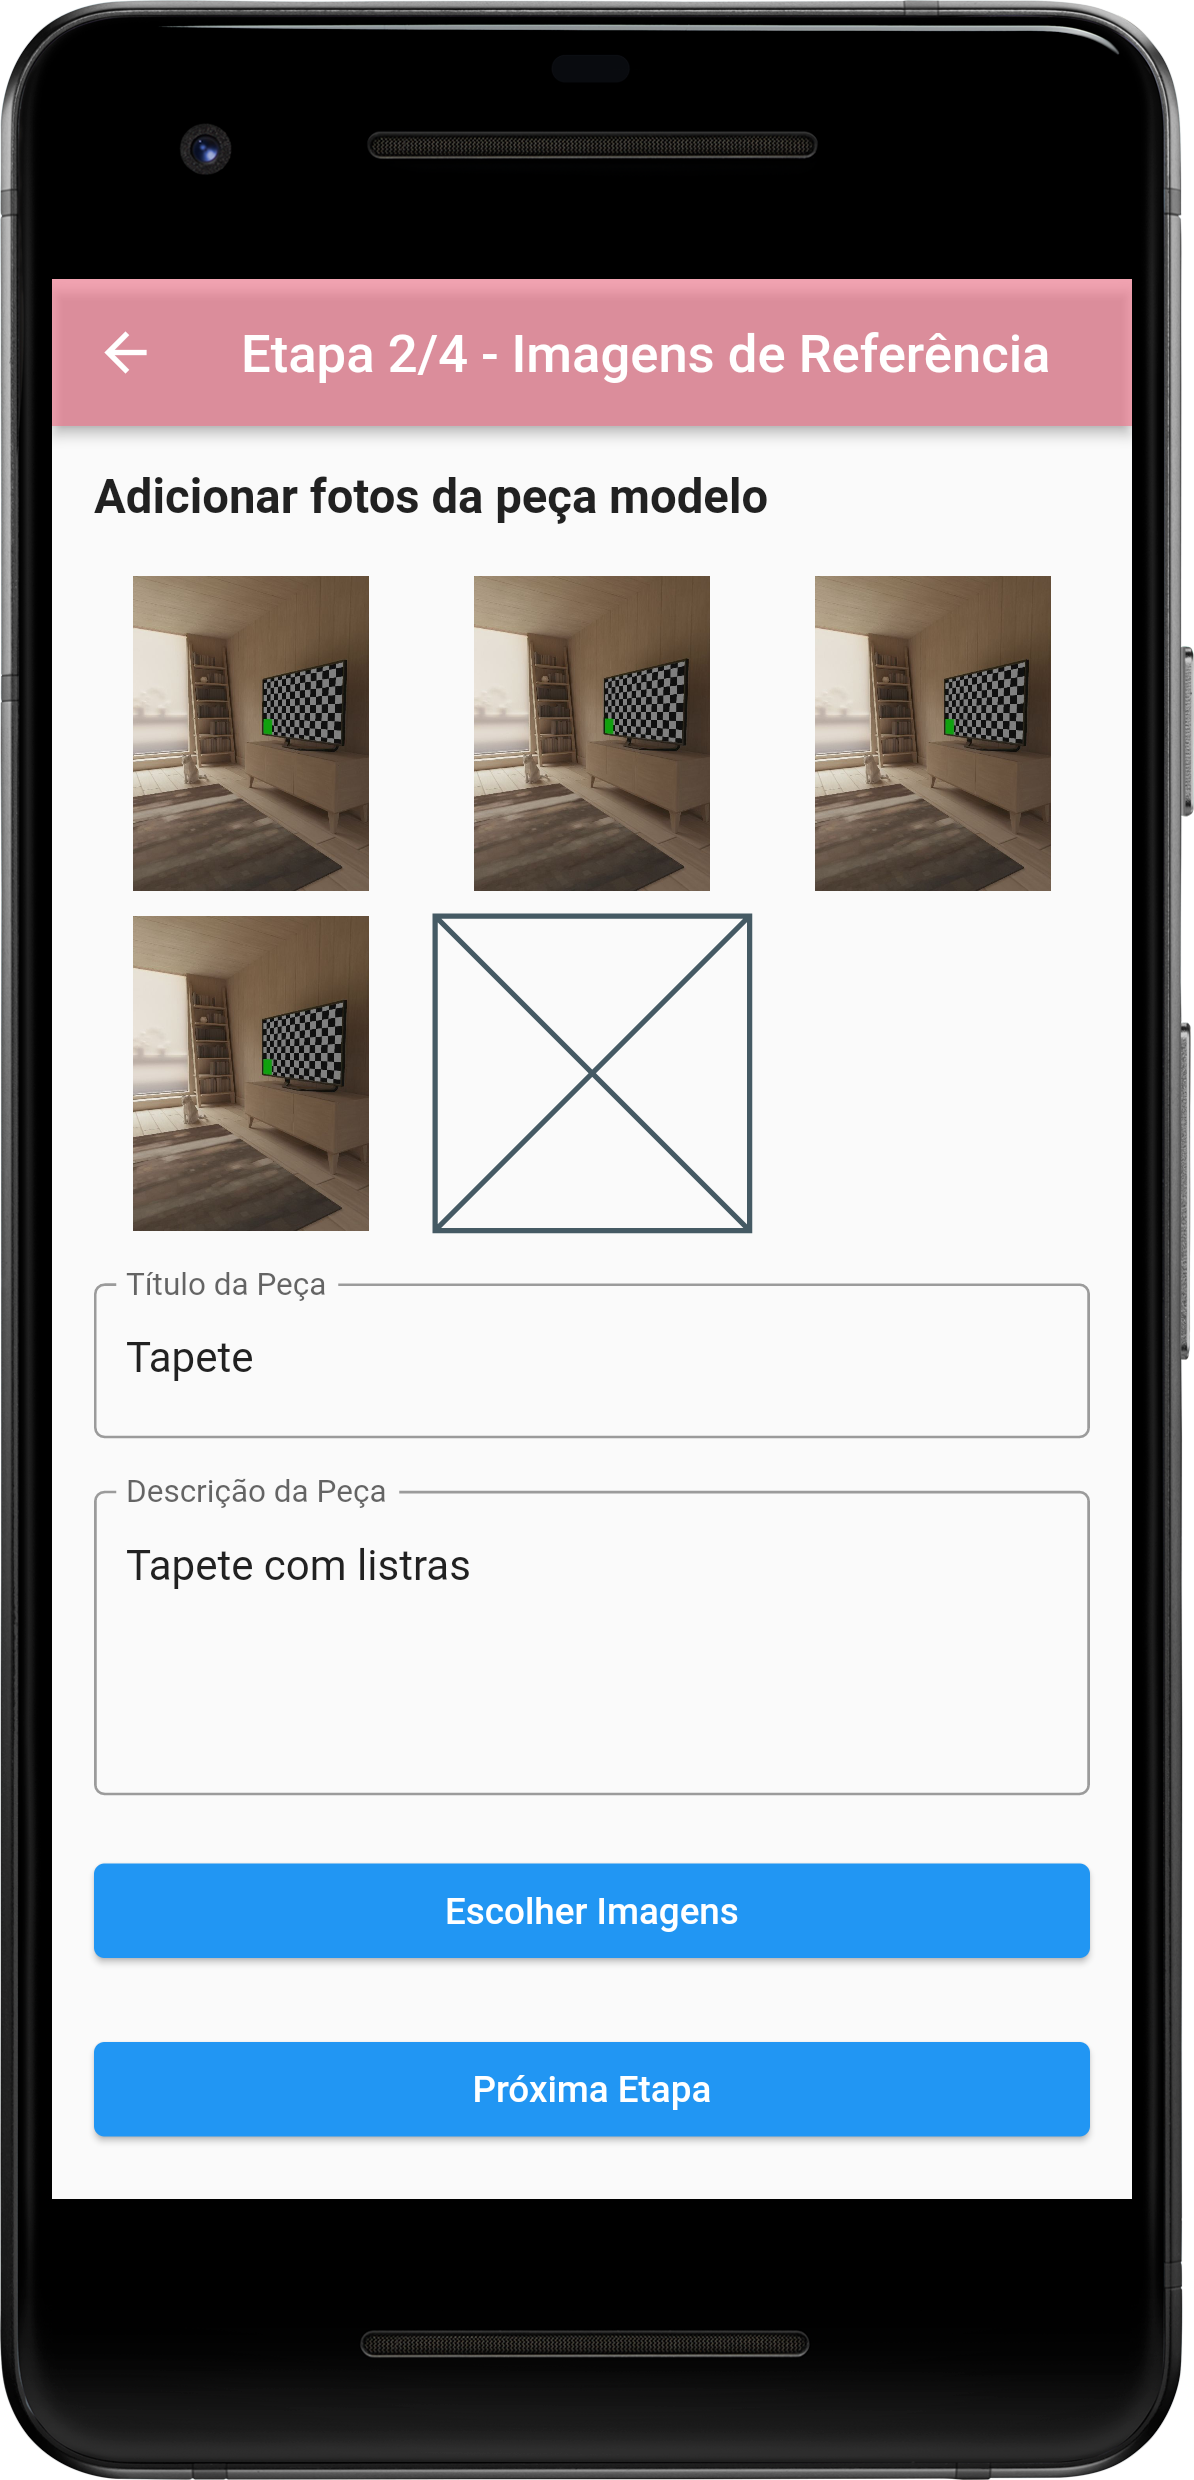 Etapa 2/4 - Imagens de Referência
Adicionar fotos da peça modelo
Título da Peça
Tapete
Descrição da Peça
Tapete com listras
Escolher Imagens
Próxima Etapa